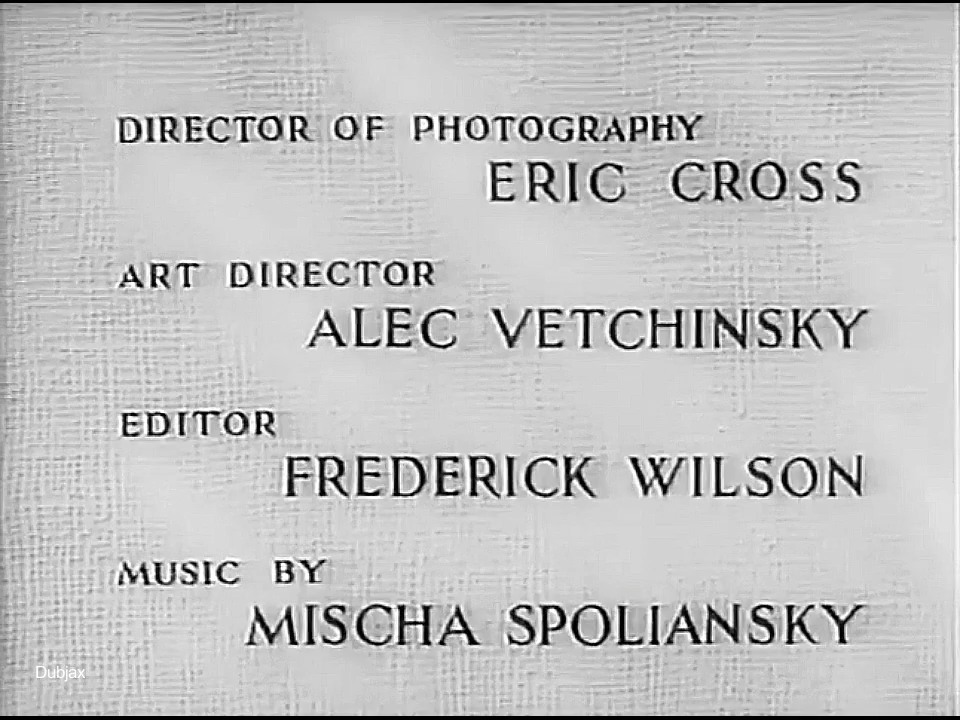 DIRECTOR OF PHOTOGRAPHY
ERIC CROSS
ART DIRECTOR
ALEC VETCHINSKY
EDITOR
FREDERICK WILSON
MUSIC BY
MISCHA SPOLIANSKY
Dubjax